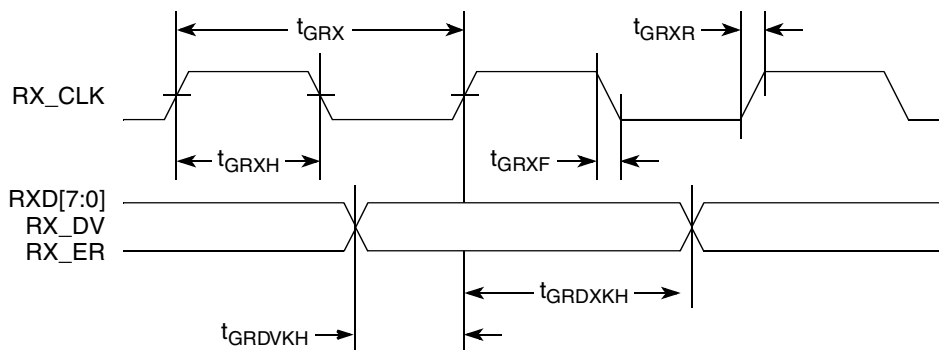 tGRX
tGRXR
RX_CLK
tGRXH
tGRXF
RXD[7:0]
RX_DV
RX_ER
tGRDXKH
tGRDVKH